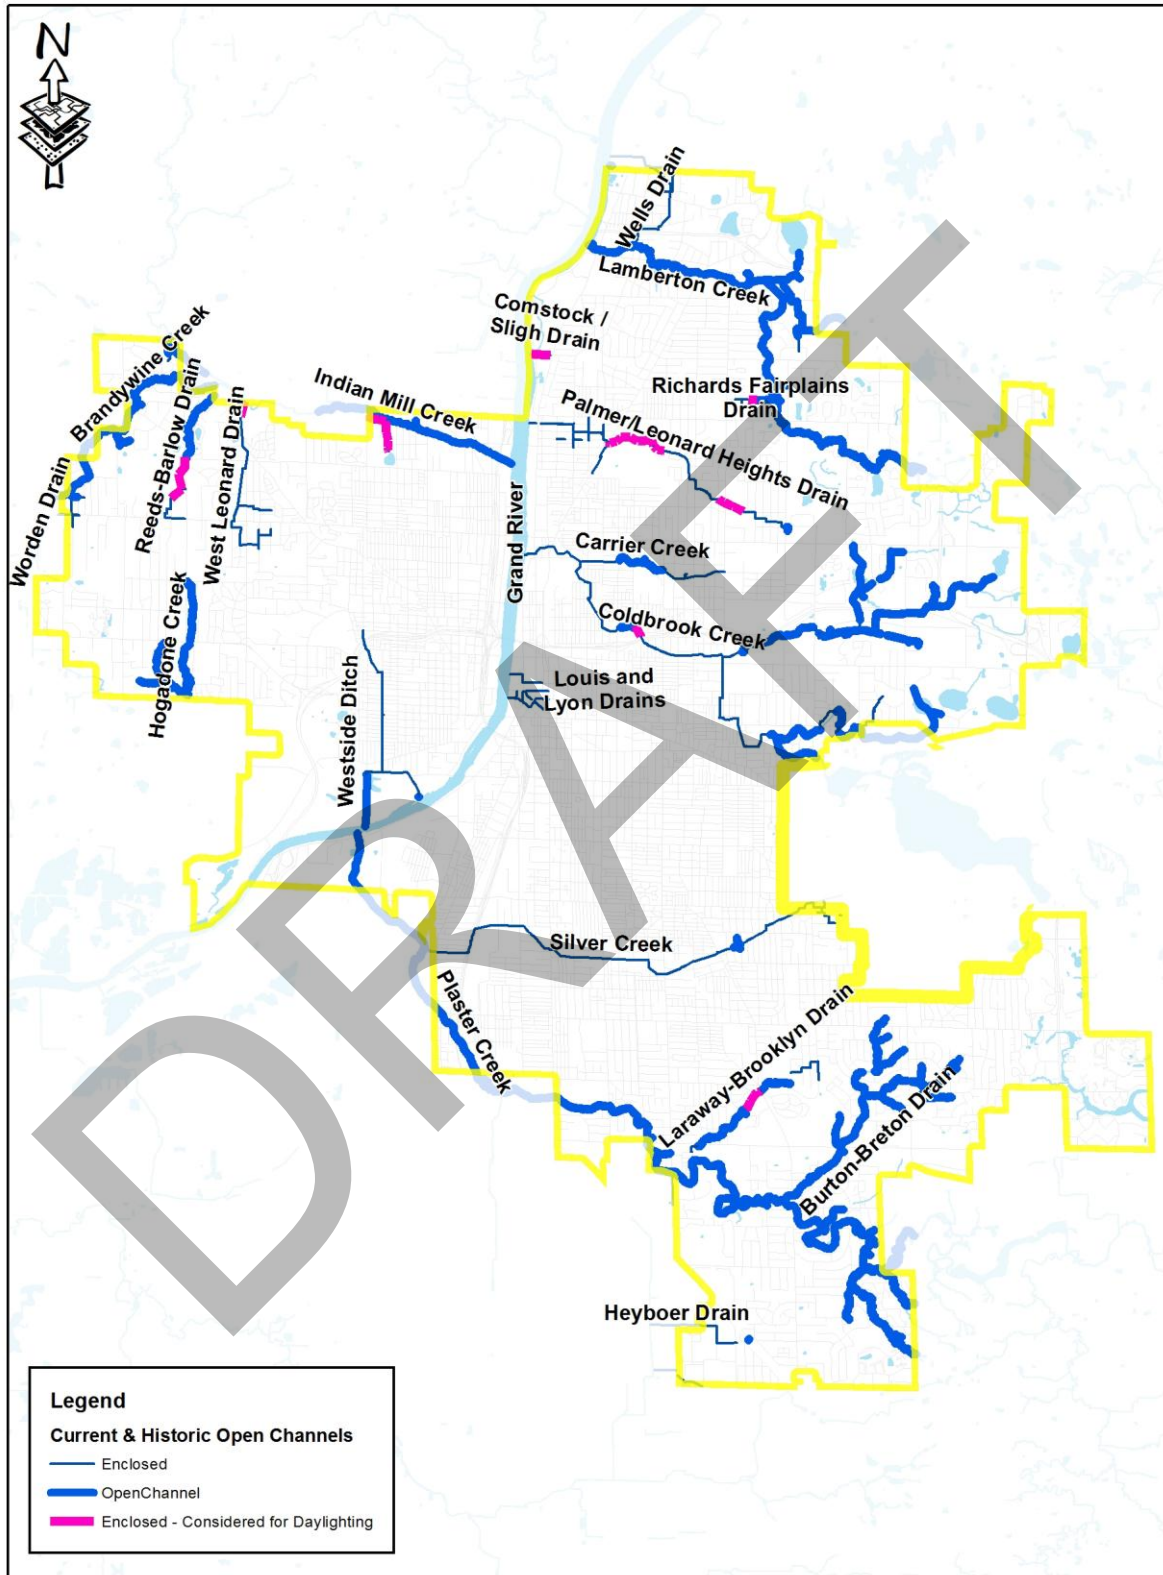 N
Wells Drain
Lamberton Creek
Comstock /
Sligh Drain
Brandywine Creek
Indian Mill Creek
Richards Fairplains
Drain
Palmer/Leonard Heights Drain
Reeds-Barlow Drain
West Leonard Drain
Worden Drain
Grand River
Carrier Creek
Coldbrook Creek
Hogadone Creek
Louis and
Lyon Drains
Westside Ditch
Silver Creek
Plaster Creek
Laraway-Brooklyn Drain
Burton-Breton Drain
Heyboer Drain
DRAFT
Legend
Current & Historic Open Channels
Enclosed
OpenChannel
Enclosed - Considered for Daylighting